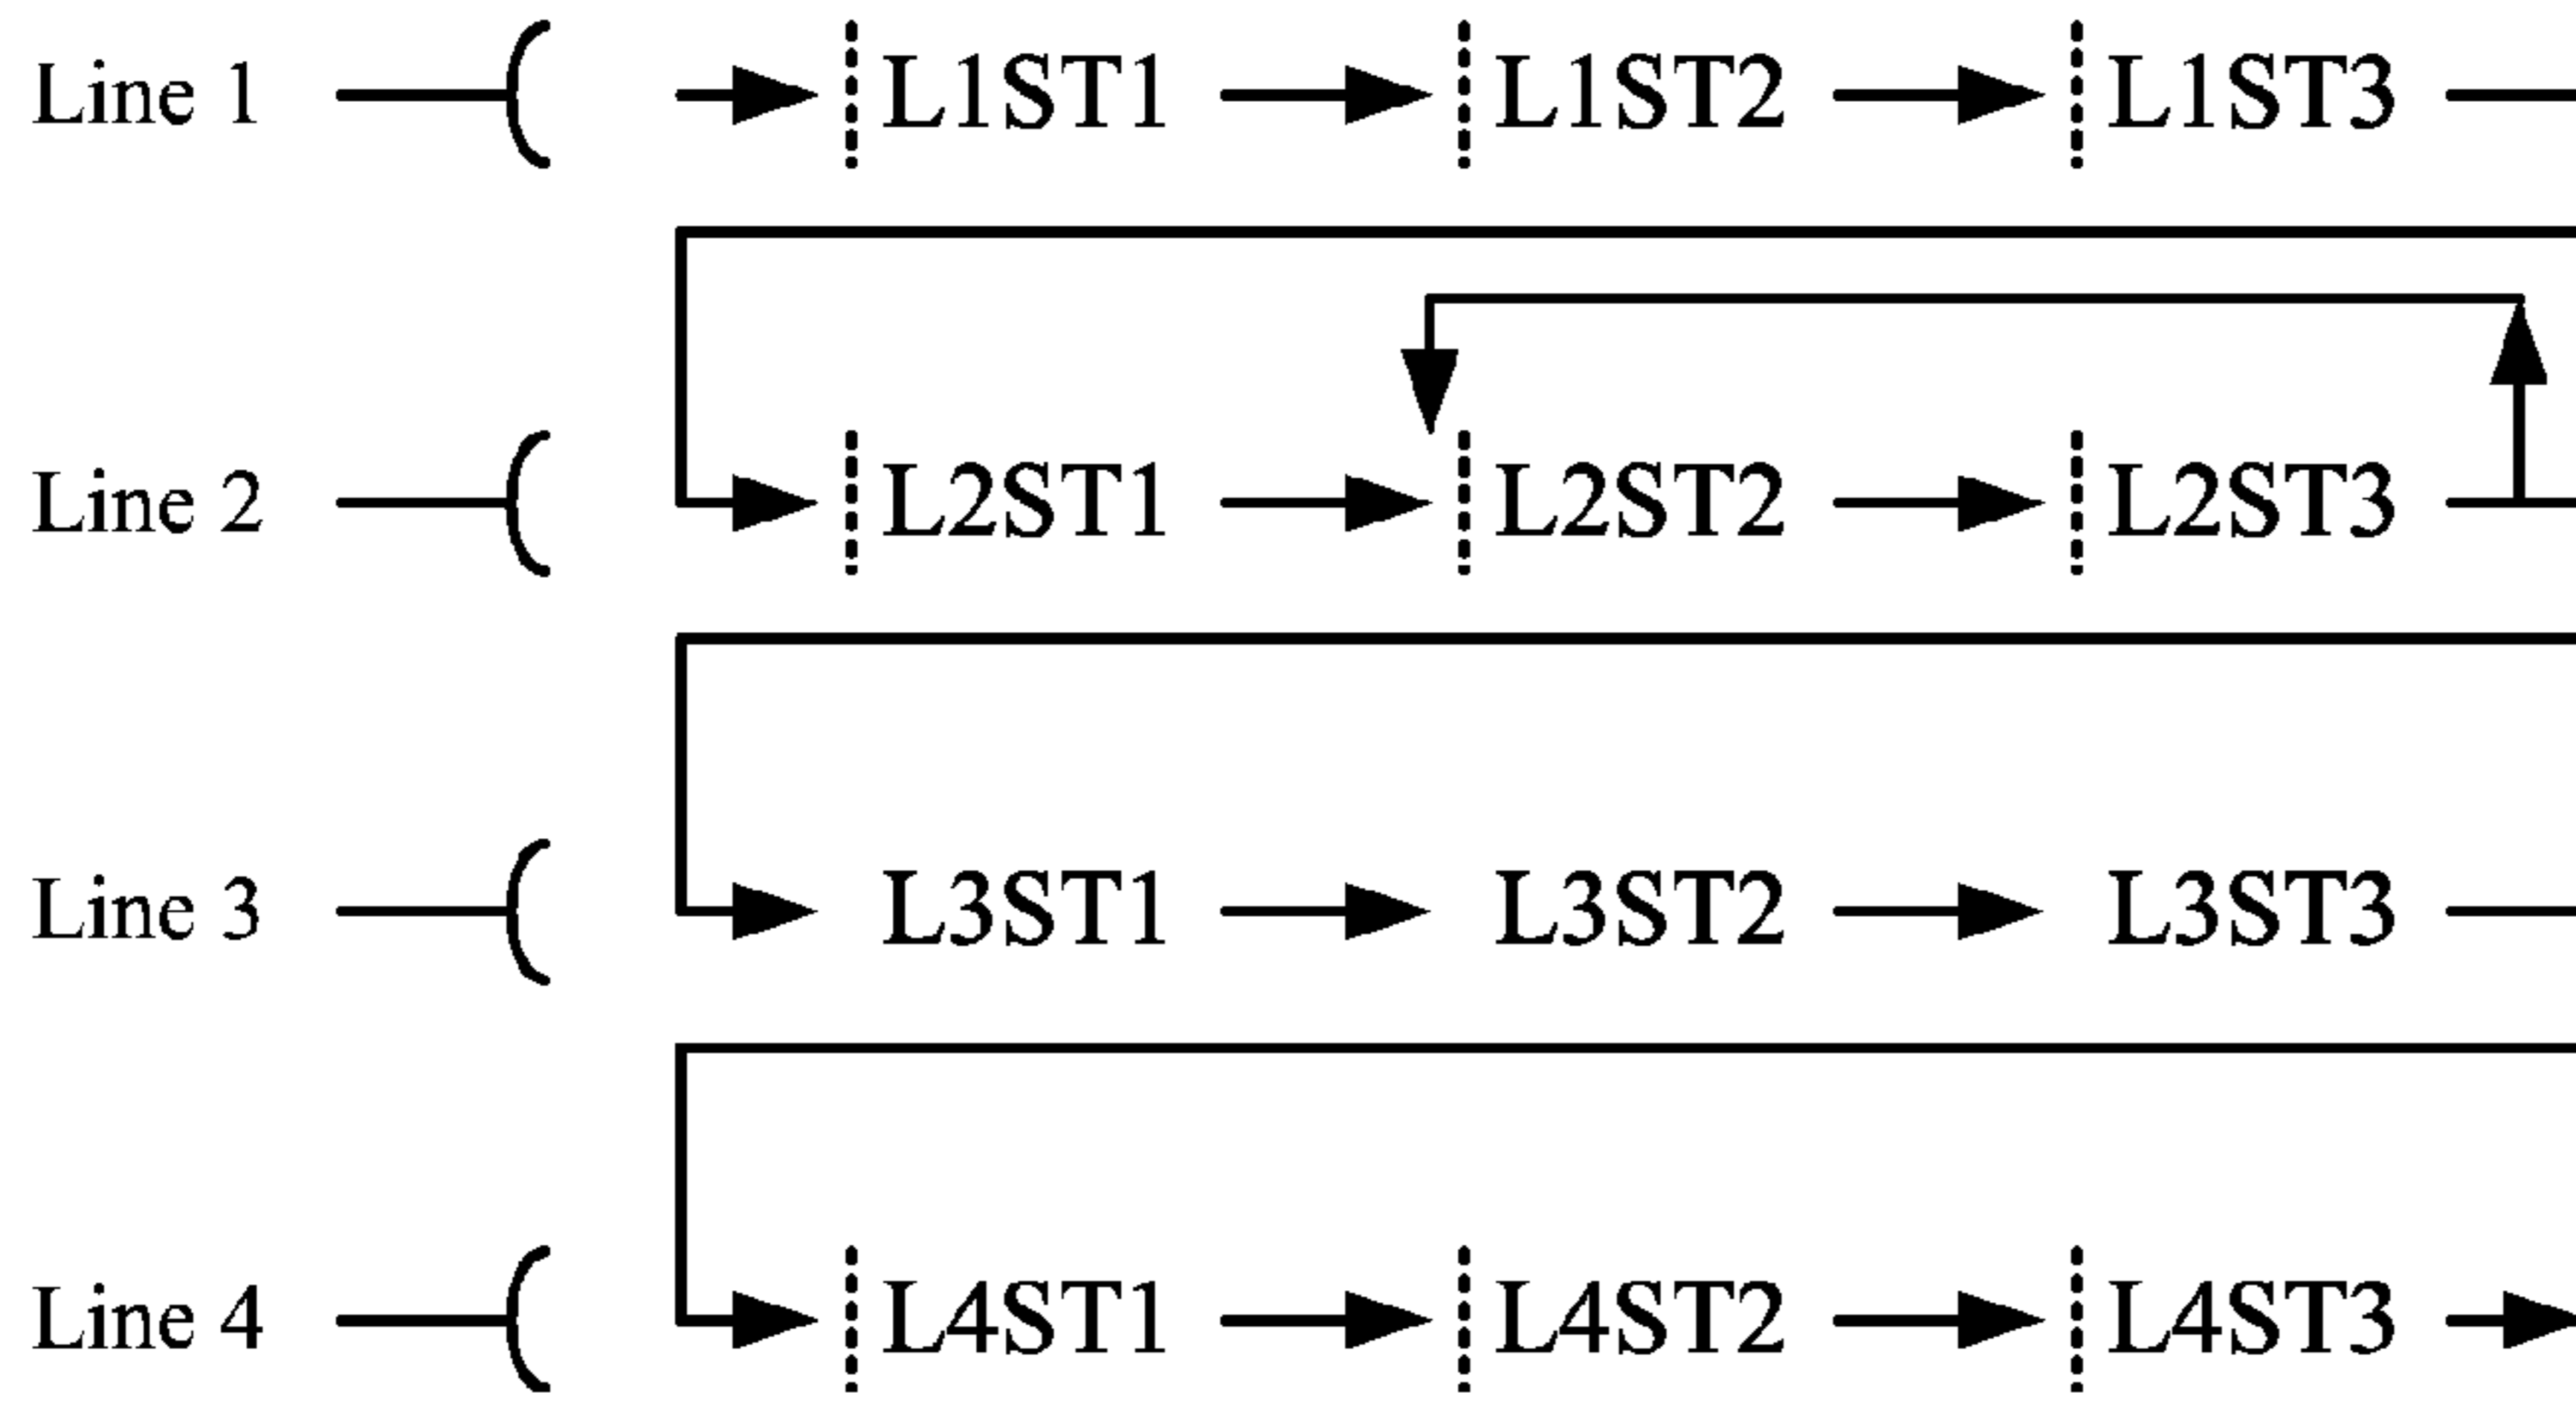 Line 1 L1ST1 L1ST2 L1ST3
Line 2 L2ST1 L2ST2 L2ST3
Line 3 L3ST1 L3ST2 L3ST3
Line 4 L4ST1 L4ST2 L4ST3